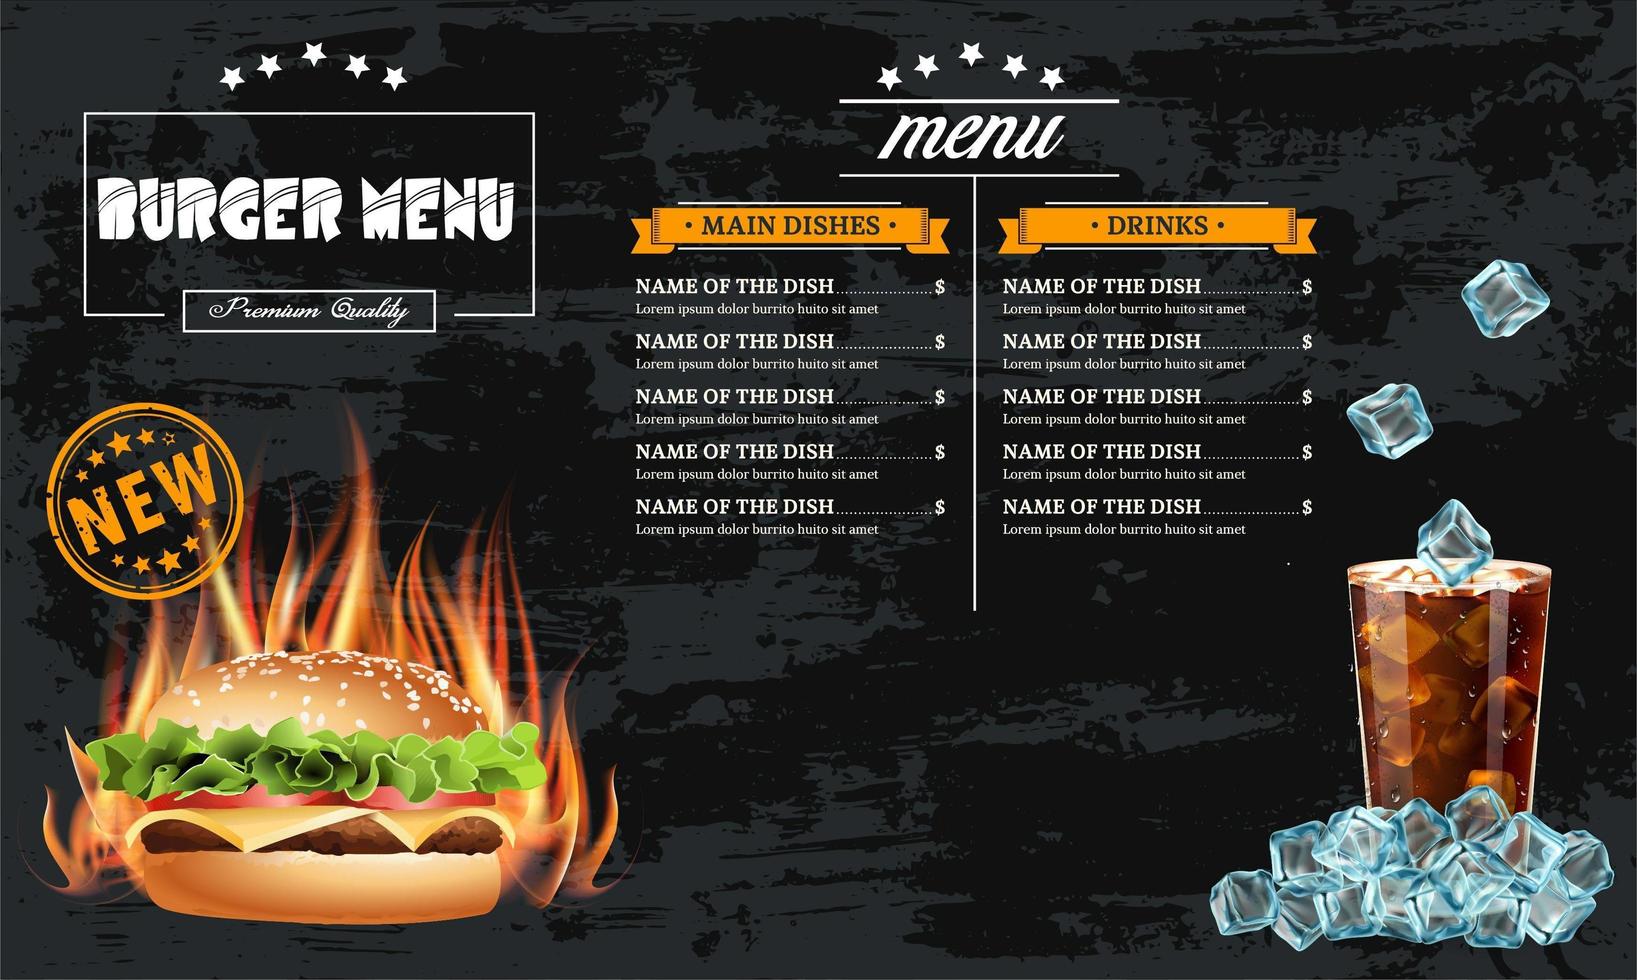 BURGER MENU
Premium Quality
NEW
menu
• MAIN DISHES •
NAME OF THE DISH.....................$
Lorem ipsum dolor burrito huito sit amet
NAME OF THE DISH.....................$
Lorem ipsum dolor burrito huito sit amet
NAME OF THE DISH.....................$
Lorem ipsum dolor burrito huito sit amet
NAME OF THE DISH.....................$
Lorem ipsum dolor burrito huito sit amet
NAME OF THE DISH.....................$
Lorem ipsum dolor burrito huito sit amet
• DRINKS •
NAME OF THE DISH.....................$
Lorem ipsum dolor burrito huito sit amet
NAME OF THE DISH.....................$
Lorem ipsum dolor burrito huito sit amet
NAME OF THE DISH.....................$
Lorem ipsum dolor burrito huito sit amet
NAME OF THE DISH.....................$
Lorem ipsum dolor burrito huito sit amet
NAME OF THE DISH.....................$
Lorem ipsum dolor burrito huito sit amet